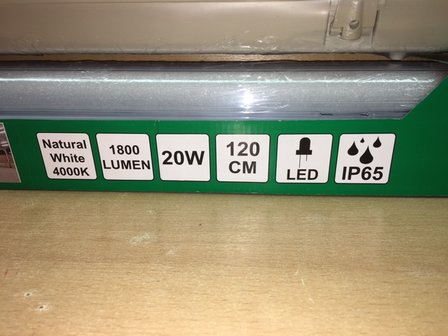 Natural
White
4000K
1800
LUMEN
20W
120
CM
LED
IP65